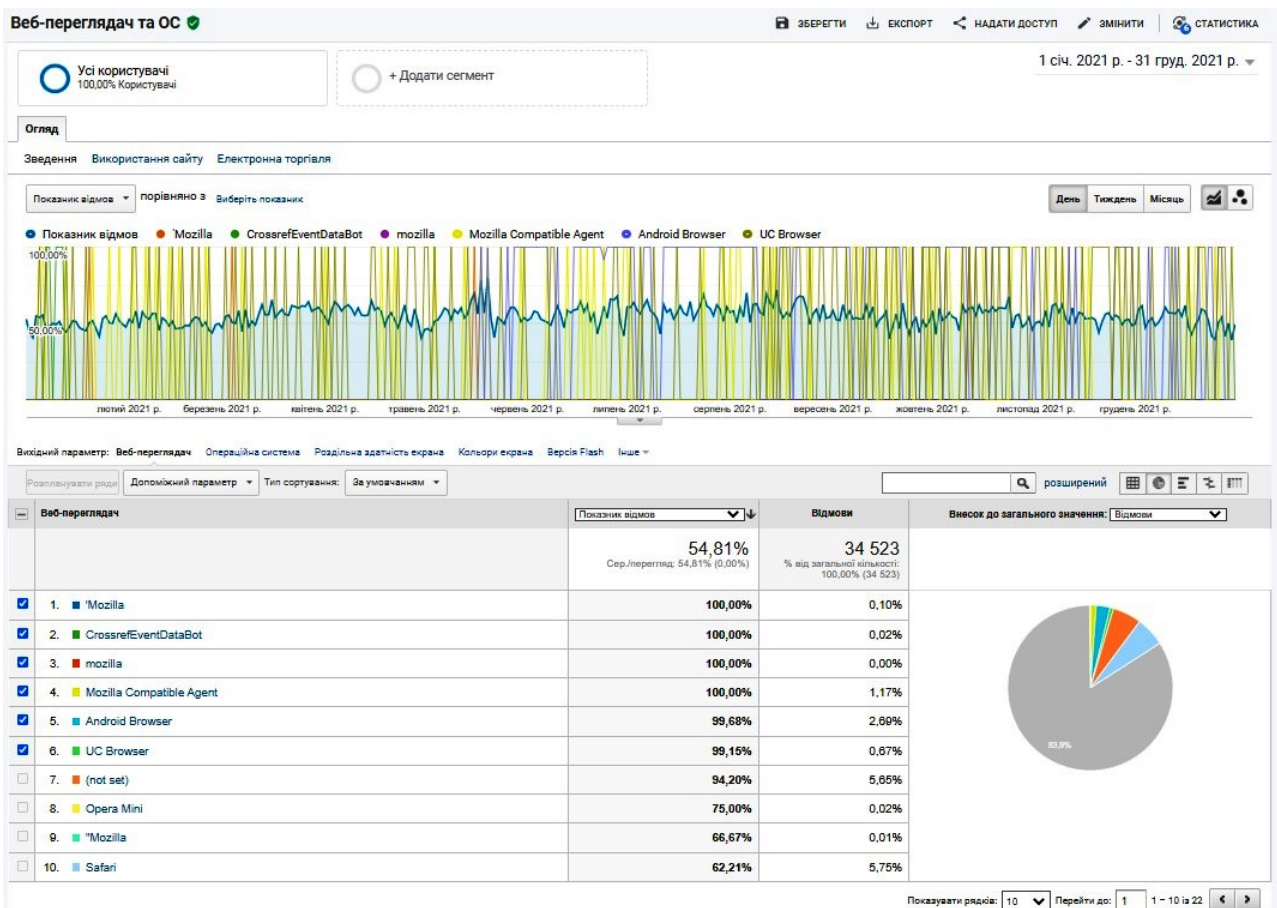 Веб-переглядач та ОС
ЗБЕРЕГТИ ЕКСПОРТ НАДАТИ ДОСТУП ЗМІНИТИ 6 СТАТИСТИКА
Усі користувачі
100,00% Користувачі
+ Додати сегмент
1 січ. 2021 р. - 31 груд. 2021 р.
Огляд
Зведення Використання сайту Електронна торгівля
Показник відмов порівняно з Виберіть показник
День Тиждень Місяць
Показник відмов 'Mozilla CrossrefEventDataBot mozilla Mozilla Compatible Agent Android Browser UC Browser
100,00%
50,00%
лютий 2021 р. березень 2021 р. квітень 2021 р. травень 2021 р. червень 2021 р. липень 2021 р. серпень 2021 р. вересень 2021 р. жовтень 2021 р. листопад 2021 р. грудень 2021 р.
Вихідний параметр: Веб-переглядач Операційна система Роздільна здатність екрана Кольори екрана Версія Flash Інше
Розпланувати ряди Допоміжний параметр Тип сортування: За умовчанням розширений
Веб-переглядач Показник відмов Відмови Внесок до загального значення: Відмови
54,81% 34 523
Сер./перегляд: 54,81% (0,00%) % від загальної кількості:
100,00% (34 523)
1. 'Mozilla 100,00% 0,10%
2. CrossrefEventDataBot 100,00% 0,02%
3. mozilla 100,00% 0,00%
4. Mozilla Compatible Agent 100,00% 1,17%
5. Android Browser 99,68% 2,69%
6. UC Browser 99,15% 0,67%
7. (not set) 94,20% 5,65%
8. Opera Mini 75,00% 0,02%
9. "Mozilla 66,67% 0,01%
10. Safari 62,21% 5,75%
83,9%
Показувати рядків: 10 Перейти до: 1 1 – 10 із 22